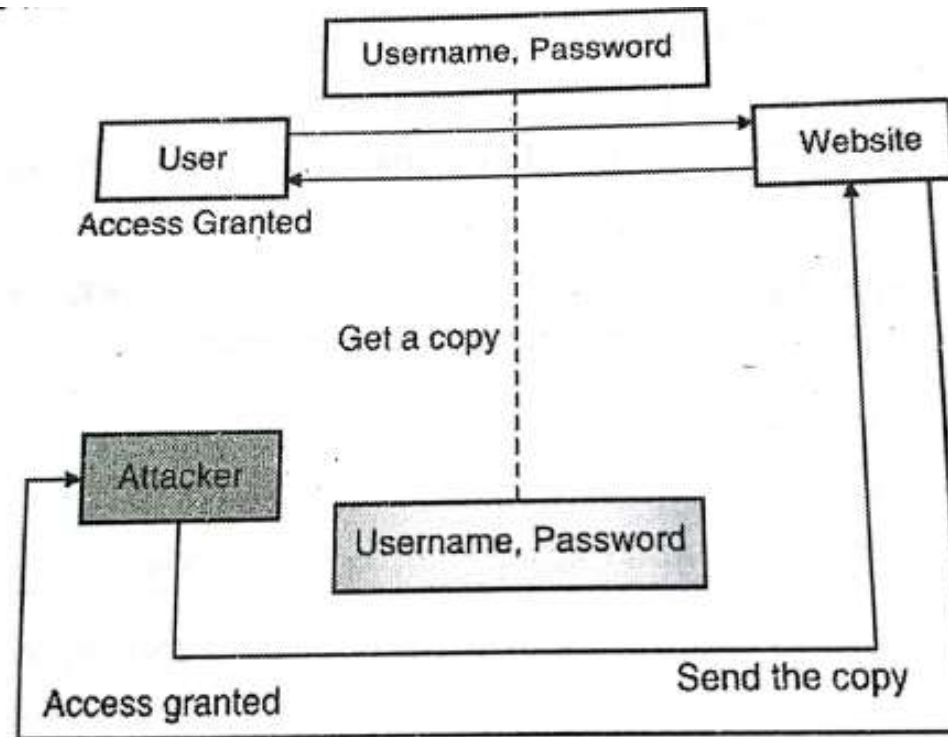 Username, Password
User
Website
Access Granted
Get a copy
Attacker
Username, Password
Send the copy
Access granted